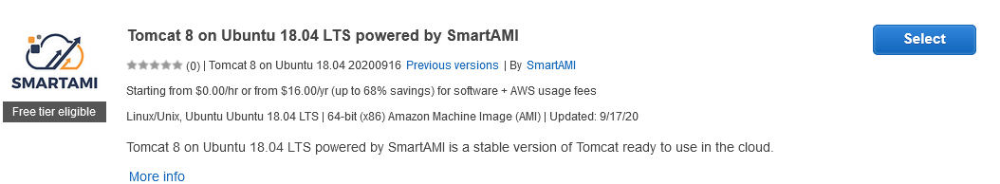 Tomcat 8 on Ubuntu 18.04 LTS powered by SmartAMI
Select
(0) | Tomcat 8 on Ubuntu 18.04 20200916 Previous versions | By SmartAMI
SMARTAMI
Starting from $0.00/hr or from $16.00/yr (up to 68% savings) for software + AWS usage fees
Free tier eligible
Linux/Unix, Ubuntu Ubuntu 18.04 LTS | 64-bit (x86) Amazon Machine Image (AMI) | Updated: 9/17/20
Tomcat 8 on Ubuntu 18.04 LTS powered by SmartAMI is a stable version of Tomcat ready to use in the cloud.
More info